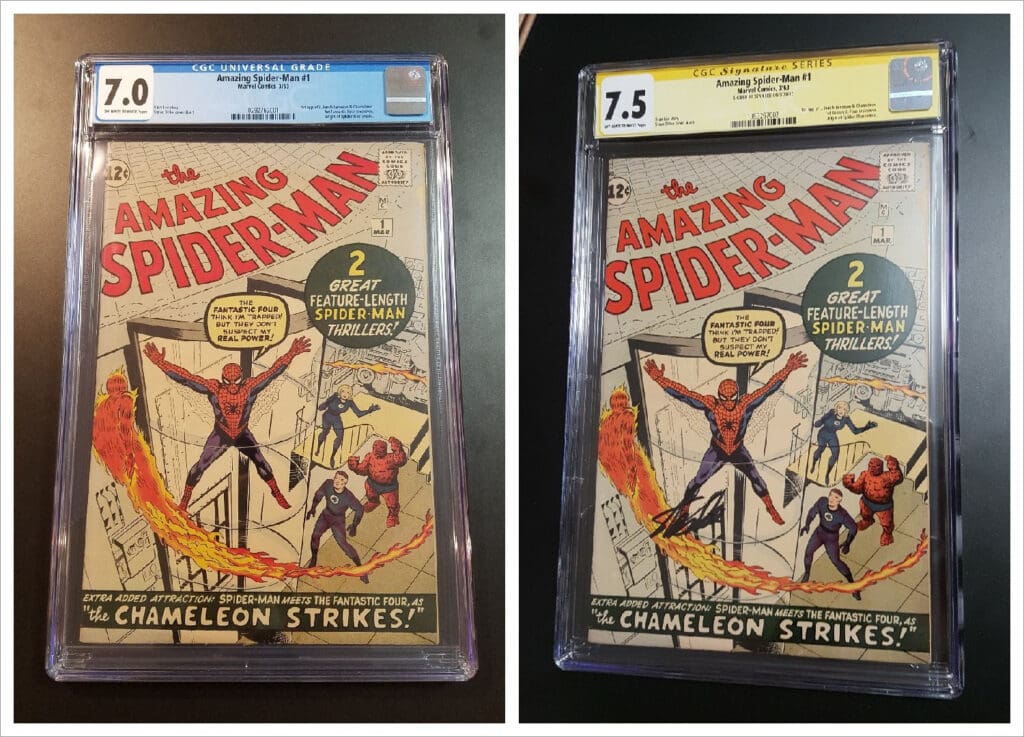 CGC UNIVERSAL GRADE
7.0
Amazing Spider-Man #1
Marvel Comics, 3/63
12¢
the
AMAZING
SPIDER-MAN
APPROVED
BY THE
COMICS
CODE
AUTHORITY
1
MAR.
2
GREAT
FEATURE-LENGTH
SPIDER-MAN
THRILLERS!
THE
FANTASTIC FOUR
THINK I'M TRAPPED!
BUT THEY DON'T
SUSPECT MY
REAL POWER!
EXTRA ADDED ATTRACTION: SPIDER-MAN MEETS THE FANTASTIC FOUR, AS
"the CHAMELEON STRIKES!"
CGC Signature SERIES
7.5
Amazing Spider-Man #1
Marvel Comics, 3/63
12¢
the
AMAZING
SPIDER-MAN
APPROVED
BY THE
COMICS
CODE
AUTHORITY
1
MAR.
2
GREAT
FEATURE-LENGTH
SPIDER-MAN
THRILLERS!
THE
FANTASTIC FOUR
THINK I'M TRAPPED!
BUT THEY DON'T
SUSPECT MY
REAL POWER!
EXTRA ADDED ATTRACTION: SPIDER-MAN MEETS THE FANTASTIC FOUR, AS
"the CHAMELEON STRIKES!"